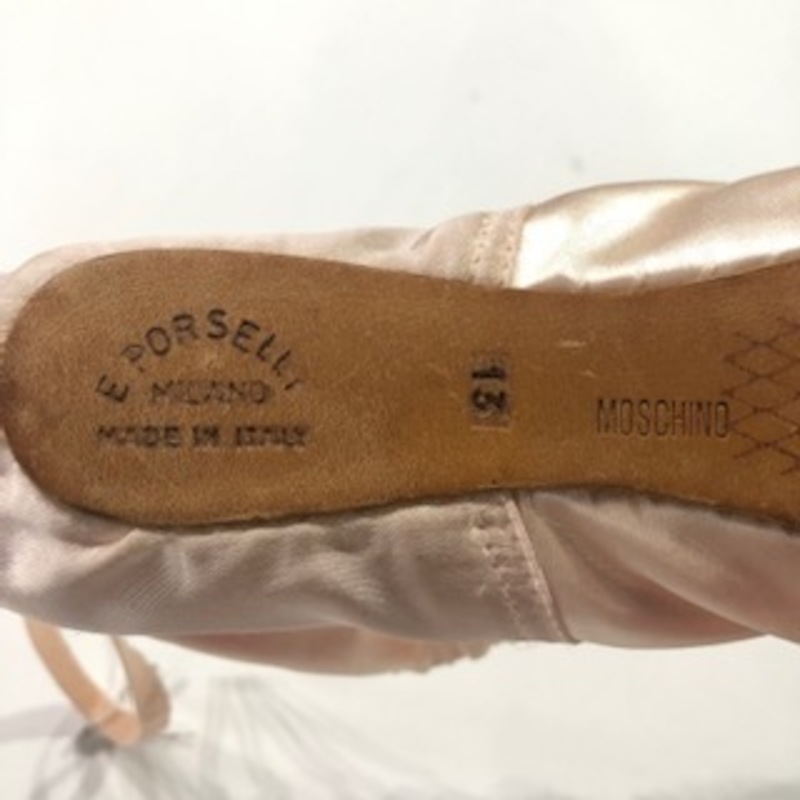 E PORSELLI
MILANO
MADE IN ITALY
13
MOSCHINO